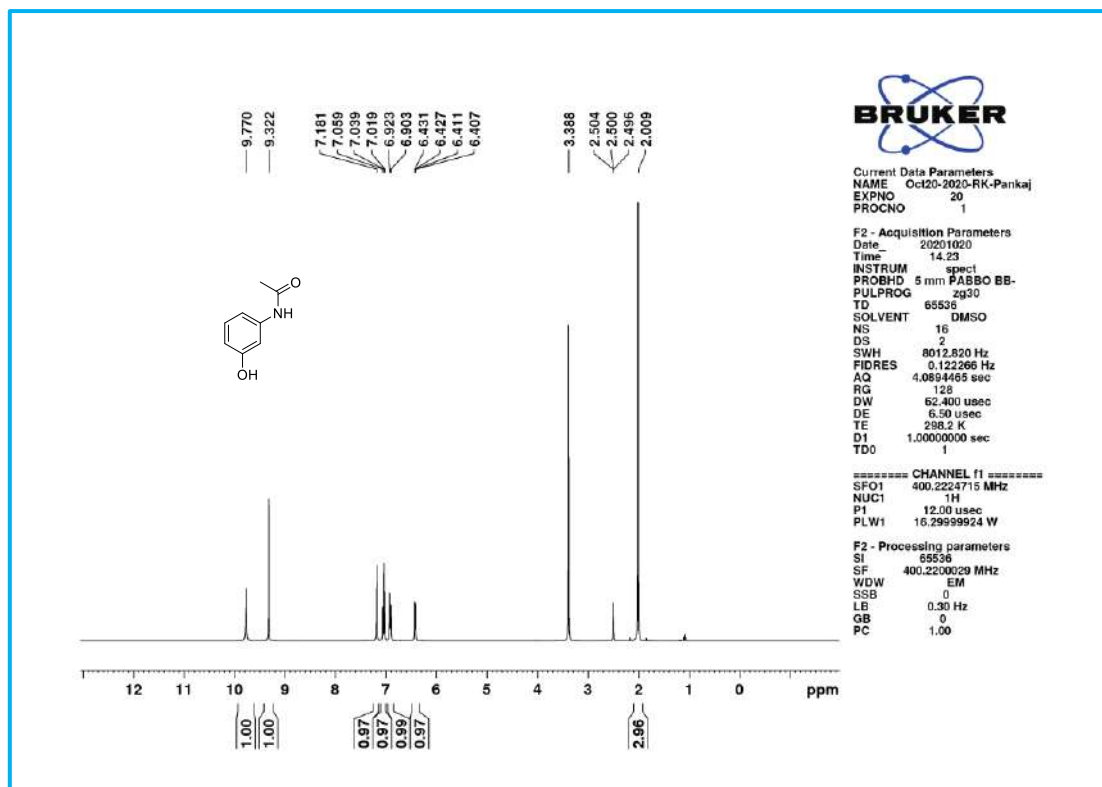 9.770
9.322
7.181
7.059
7.039
7.019
6.923
6.903
6.431
6.427
6.411
6.407
3.388
2.504
2.500
2.496
2.009
BRUKER
O
NH
OH
Current Data Parameters
NAME Oct20-2020-RK-Pankaj
EXPNO 20
PROCNO 1
F2 - Acquisition Parameters
Date_ 20201020
Time 14.23
INSTRUM spect
PROBHD 5 mm PABBO BB-
PULPROG zg30
TD 65536
SOLVENT DMSO
NS 16
DS 2
SWH 8012.820 Hz
FIDRES 0.122266 Hz
AQ 4.0894465 sec
RG 128
DW 62.400 usec
DE 6.50 usec
TE 298.2 K
D1 1.00000000 sec
TD0 1
======== CHANNEL f1 ========
SFO1 400.2224715 MHz
NUC1 1H
P1 12.00 usec
PLW1 16.29999924 W
F2 - Processing parameters
SI 65536
SF 400.2200029 MHz
WDW EM
SSB 0
LB 0.30 Hz
GB 0
PC 1.00
12 11 10 9 8 7 6 5 4 3 2 1 0 ppm
1.00
1.00
0.97
0.97
0.99
0.97
2.96